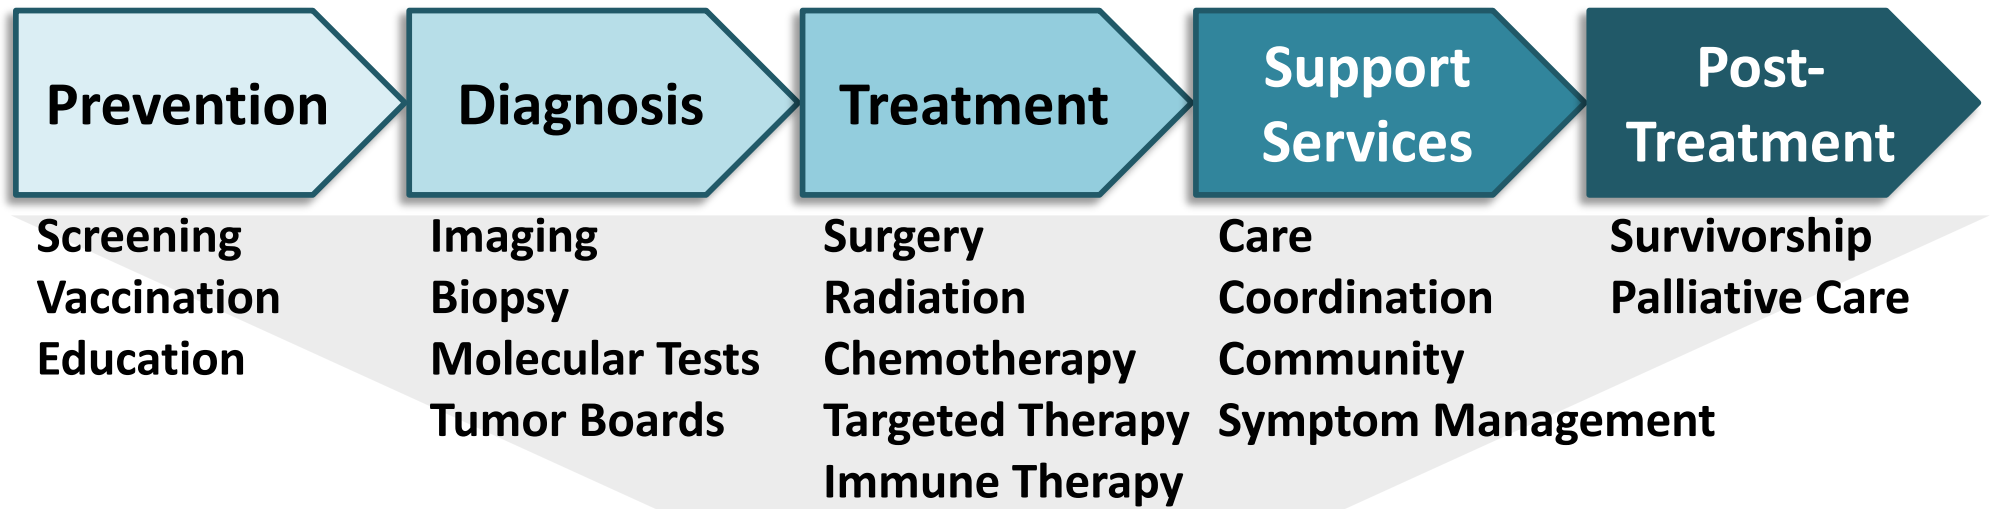 Prevention
Screening
Vaccination
Education
Diagnosis
Imaging
Biopsy
Molecular Tests
Tumor Boards
Treatment
Surgery
Radiation
Chemotherapy
Targeted Therapy
Immune Therapy
Support
Services
Care
Coordination
Community
Symptom Management
Post-
Treatment
Survivorship
Palliative Care